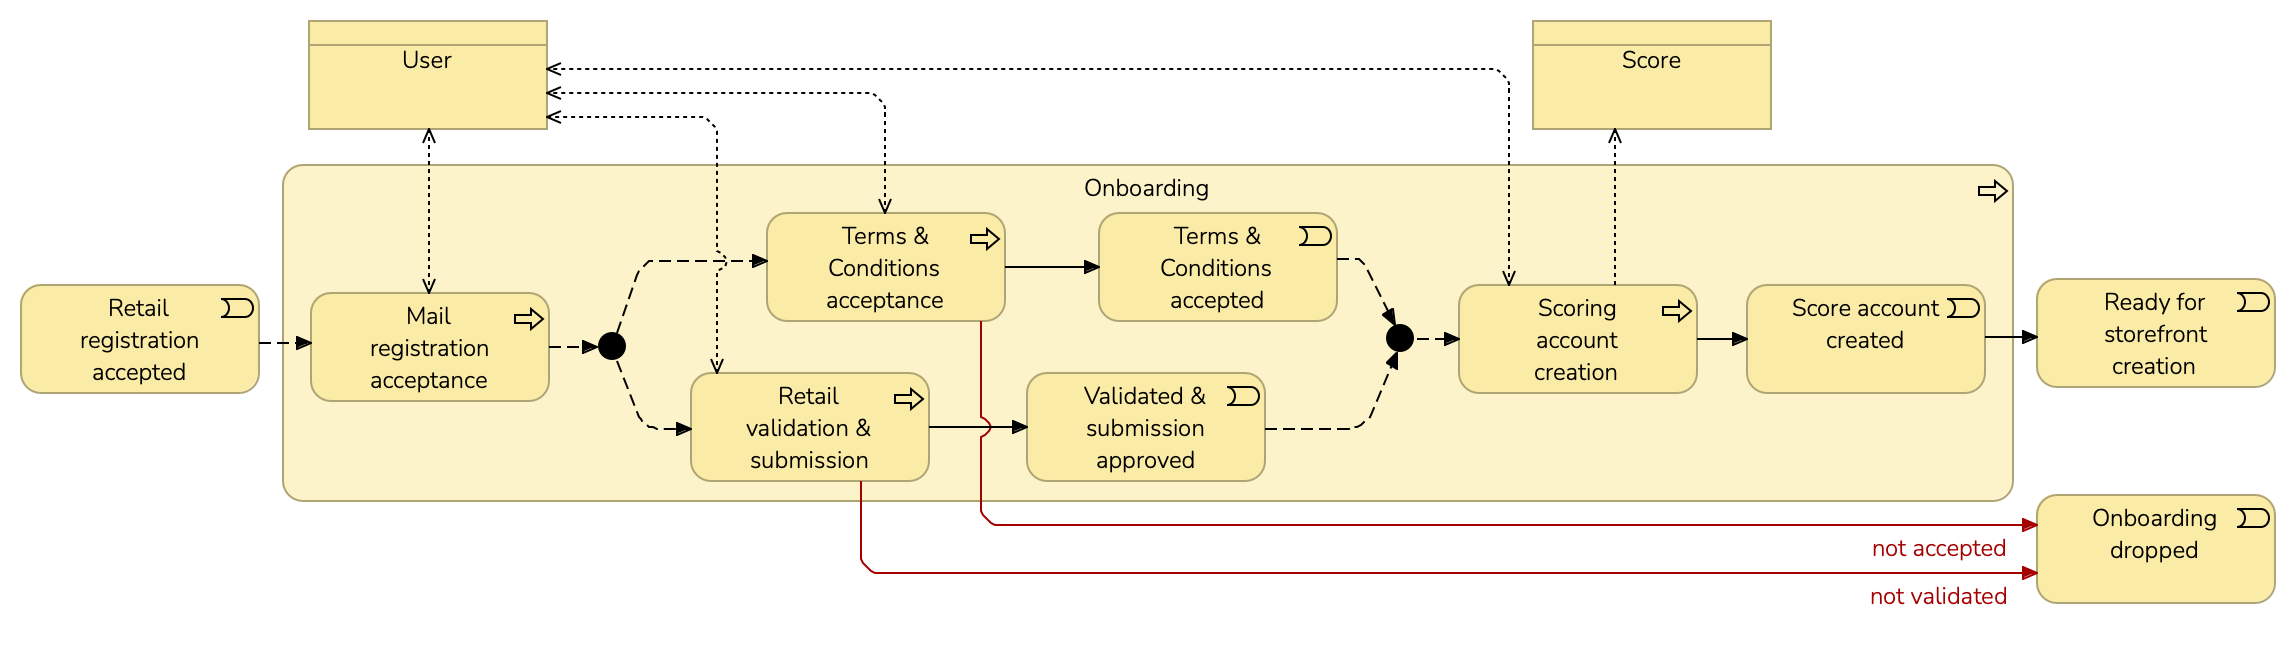 User
Score
Onboarding
Retail
registration
accepted
Mail
registration
acceptance
Terms &
Conditions
acceptance
Terms &
Conditions
accepted
Retail
validation &
submission
Validated &
submission
approved
Scoring
account
creation
Score account
created
Ready for
storefront
creation
Onboarding
dropped
not accepted
not validated